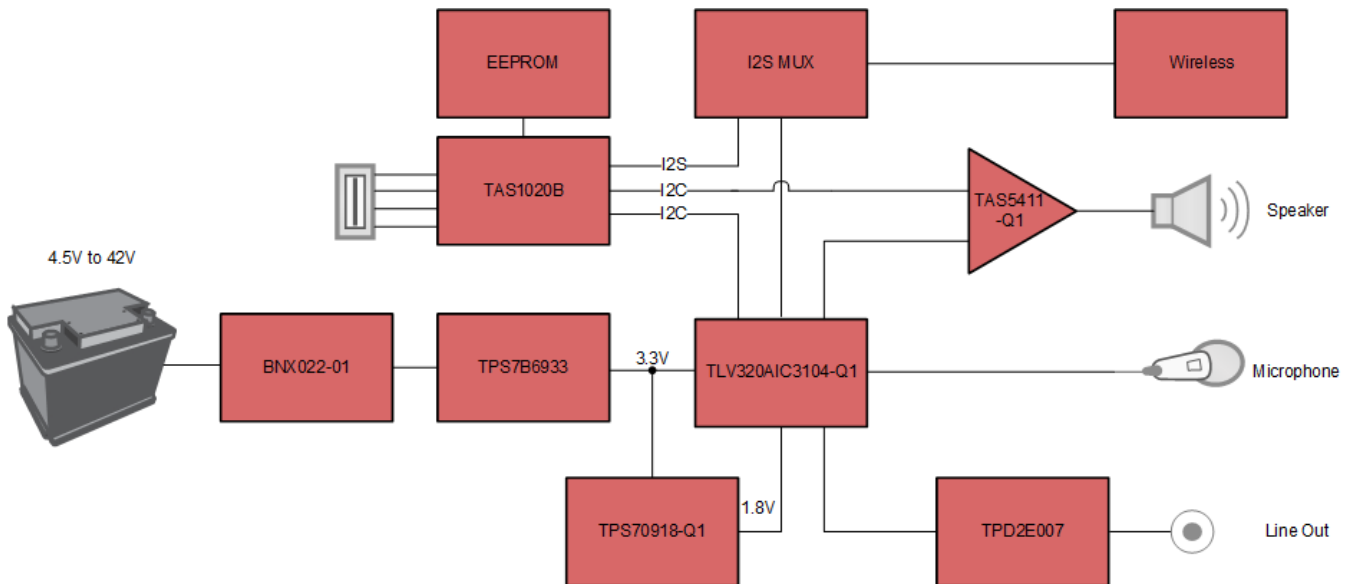 EEPROM
I2S MUX
Wireless
TAS1020B
I2S
I2C
I2C
TAS5411
-Q1
Speaker
4.5V to 42V
BNX022-01
TPS7B6933
3.3V
TLV320AIC3104-Q1
Microphone
TPS70918-Q1
1.8V
TPD2E007
Line Out